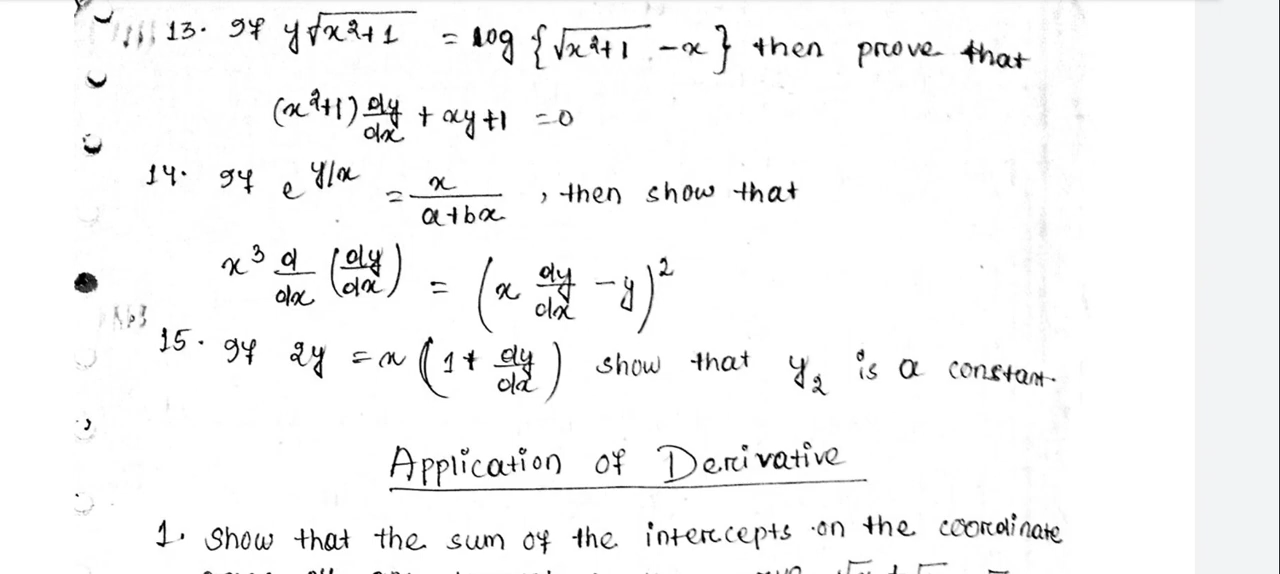 13. If y√x²+1 = log {√x²+1 -x} then prove that
(x²+1) dy/dx + xy+1 =0
14. If e^y/x = x/a+bx , then show that
x³ d/dx (dy/dx) = (x dy/dx -y)²
15. If 2y = x (1+ dy/dx) show that y₂ is a constant.
Application of Derivative
1. Show that the sum of the intercepts on the coordinate